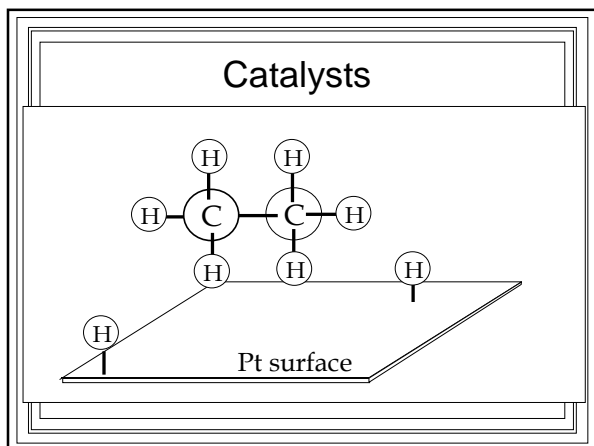 Catalysts
H H
H C C H
H H H
H
Pt surface